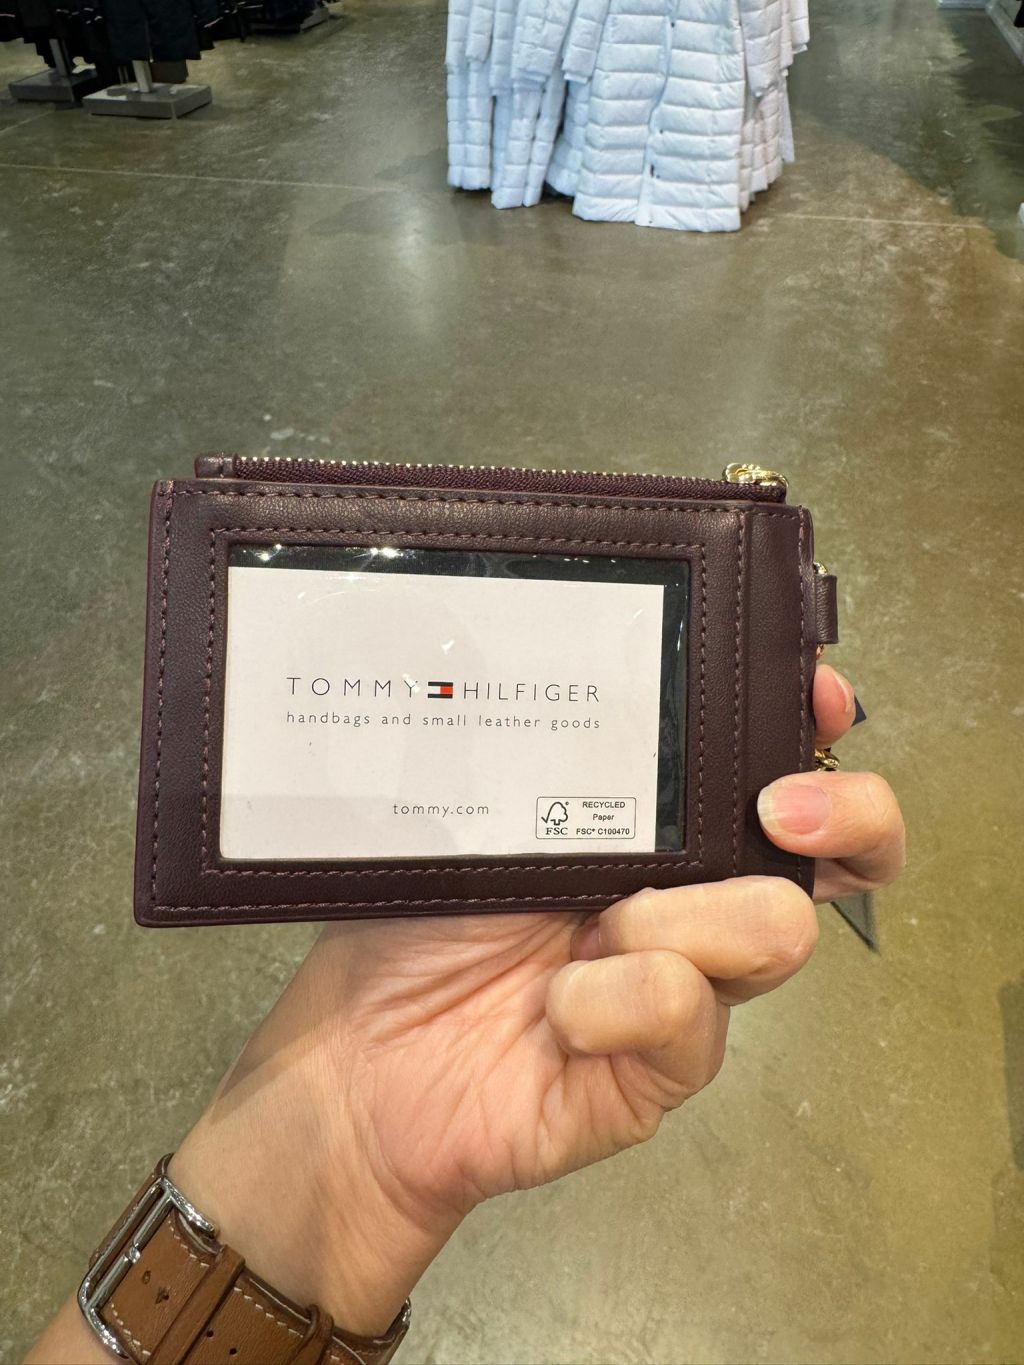 TOMMY HILFIGER
handbags and small leather goods
tommy.com
FSC
RECYCLED
Paper
FSC® C100470